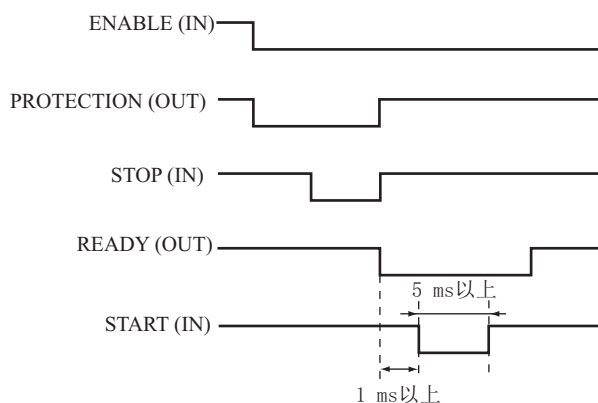 ENABLE (IN)
PROTECTION (OUT)
STOP (IN)
READY (OUT)
5 ms以上
START (IN)
1 ms以上